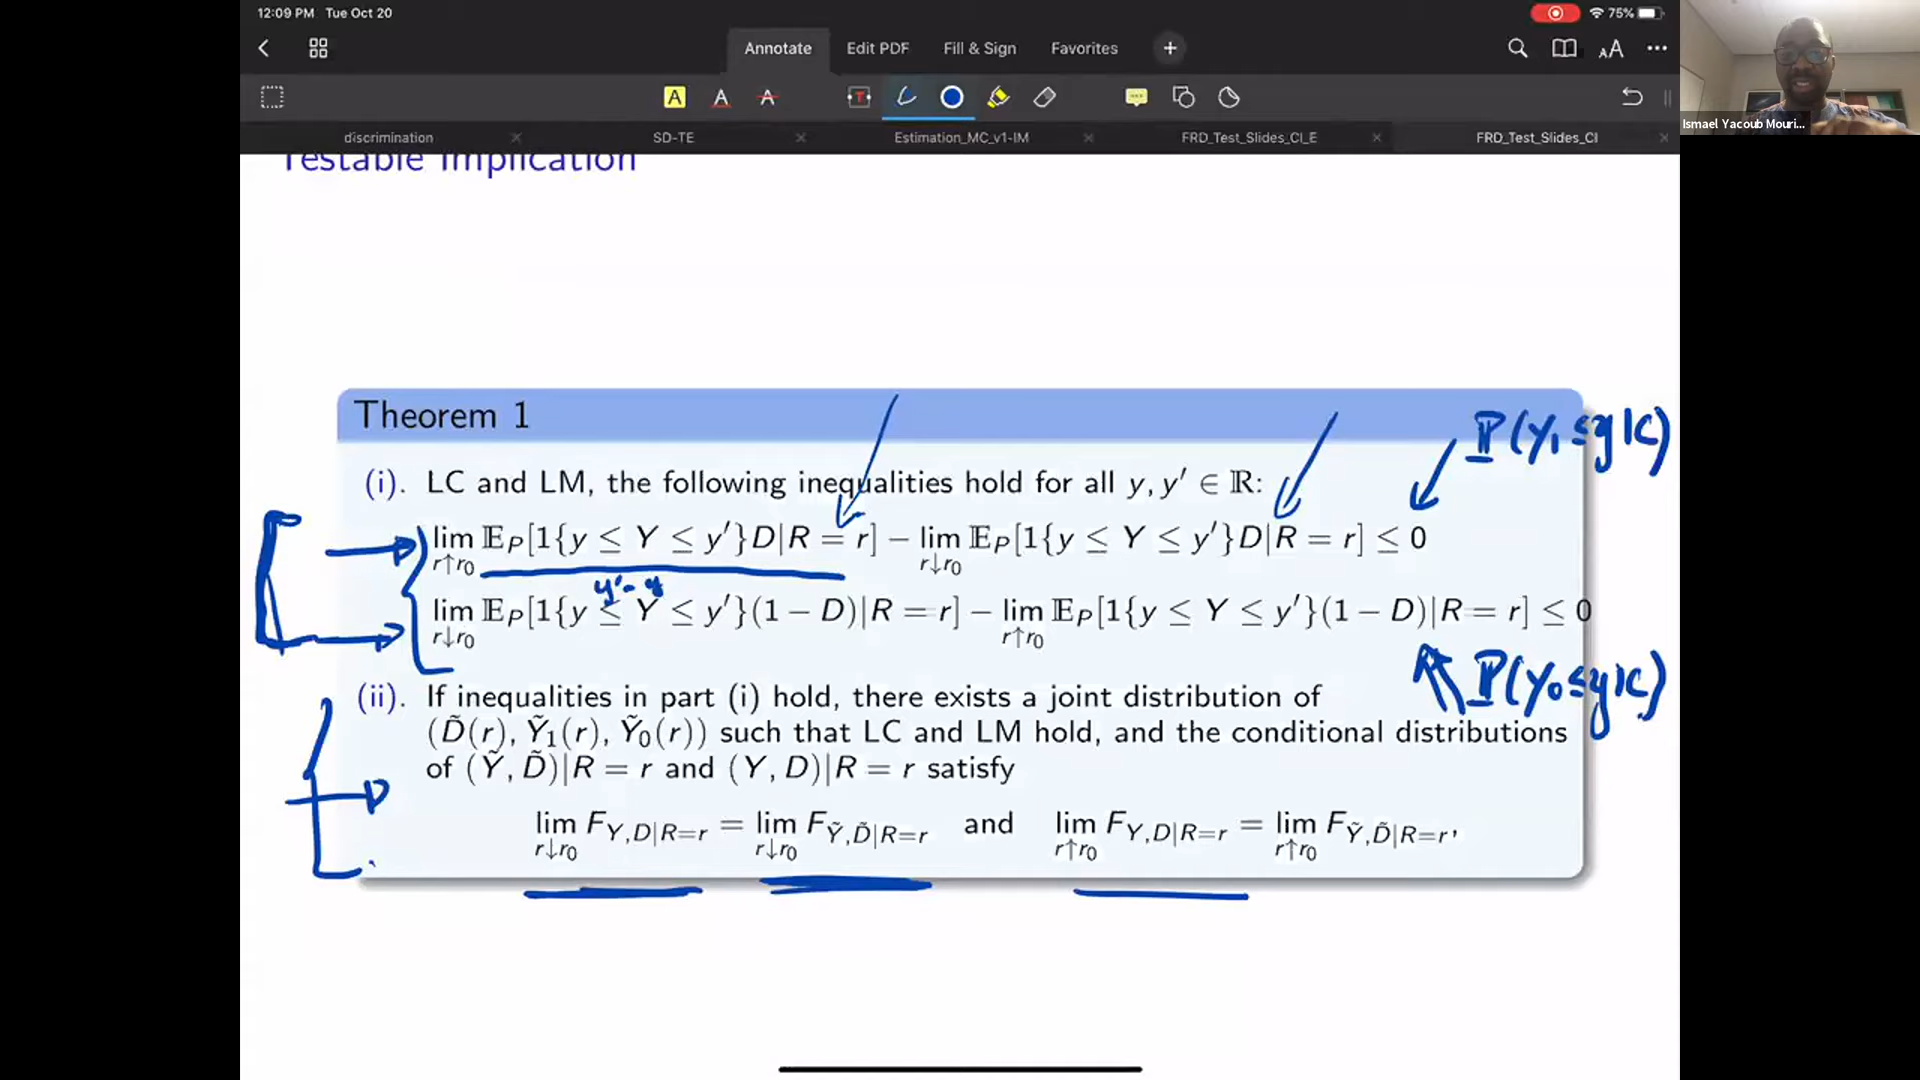 12:09 PM Tue Oct 20
75%
Annotate Edit PDF Fill & Sign Favorites
discrimination SD-TE Estimation_MC_v1-IM FRD_Test_Slides_CI_E FRD_Test_Slides_CI
Ismael Yacoub Mouri...
Testable Implication
Theorem 1
ℙ(Y₁ ≤ y|C)
(i). LC and LM, the following inequalities hold for all y, y′ ∈ ℝ:
lim_{r↑r₀} 𝔼_P[1{y ≤ Y ≤ y′}D|R = r] − lim_{r↓r₀} 𝔼_P[1{y ≤ Y ≤ y′}D|R = r] ≤ 0
y′ - y
lim_{r↓r₀} 𝔼_P[1{y ≤ Y ≤ y′}(1 − D)|R = r] − lim_{r↑r₀} 𝔼_P[1{y ≤ Y ≤ y′}(1 − D)|R = r] ≤ 0
ℙ(Y₀ ≤ y|C)
(ii). If inequalities in part (i) hold, there exists a joint distribution of
(D̃(r), Ỹ₁(r), Ỹ₀(r)) such that LC and LM hold, and the conditional distributions
of (Ỹ, D̃)|R = r and (Y, D)|R = r satisfy
lim_{r↓r₀} F_{Y,D|R=r} = lim_{r↓r₀} F_{Ỹ,D̃|R=r} and lim_{r↑r₀} F_{Y,D|R=r} = lim_{r↑r₀} F_{Ỹ,D̃|R=r},